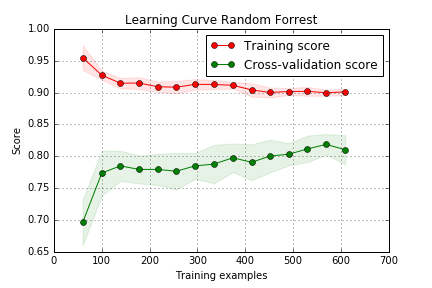 Learning Curve Random Forrest
1.00
0.95
0.90
0.85
0.80
0.75
0.70
0.65
Score
Training score
Cross-validation score
0 100 200 300 400 500 600 700
Training examples